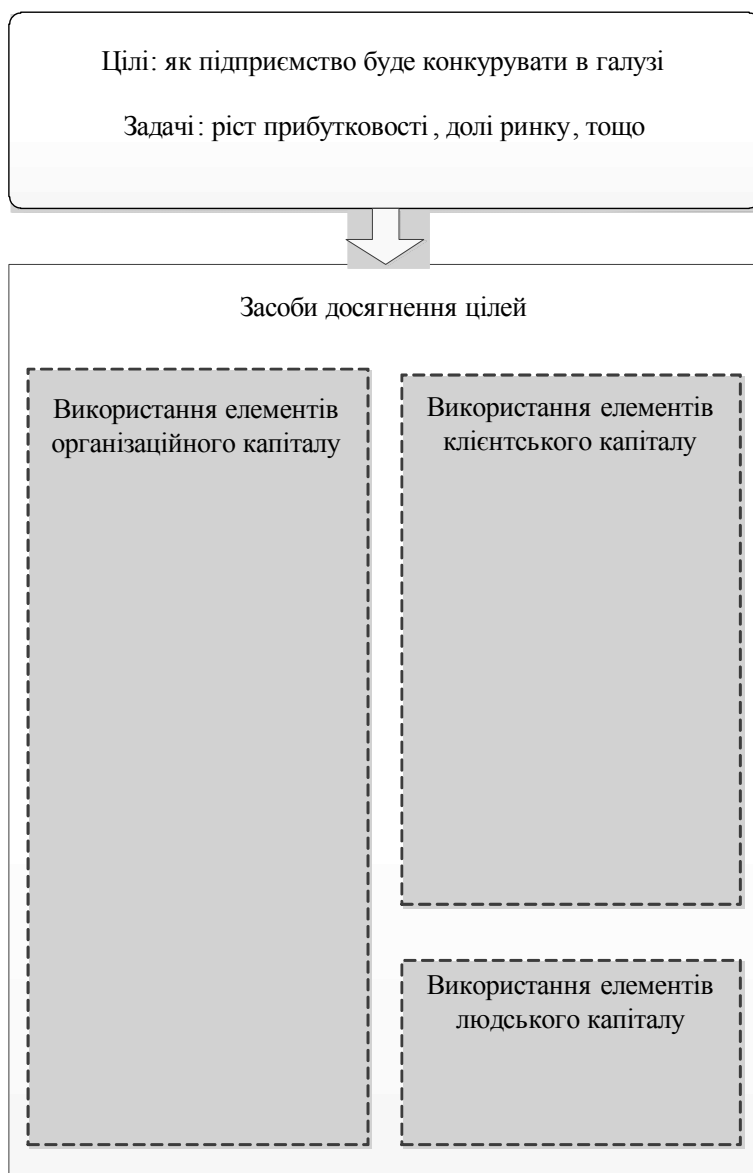 Цілі: як підприємство буде конкурувати в галузі
Задачі: ріст прибутковості, долі ринку, тощо
Засоби досягнення цілей
Використання елементів
організаційного капіталу
Використання елементів
клієнтського капіталу
Використання елементів
людського капіталу